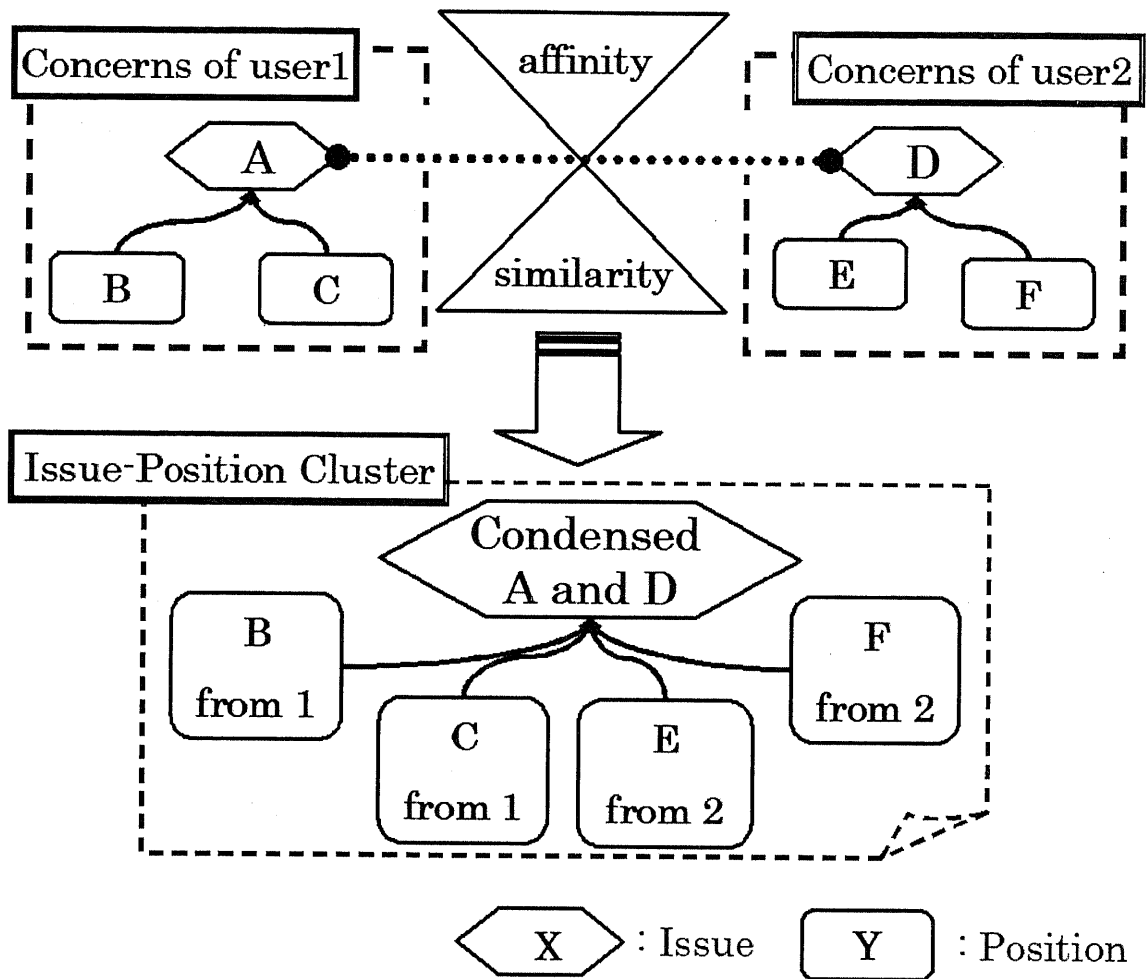 Concerns of user1
affinity
Concerns of user2
A
D
B
C
similarity
E
F
Issue-Position Cluster
Condensed
A and D
B
from 1
C
from 1
E
from 2
F
from 2
X : Issue
Y : Position